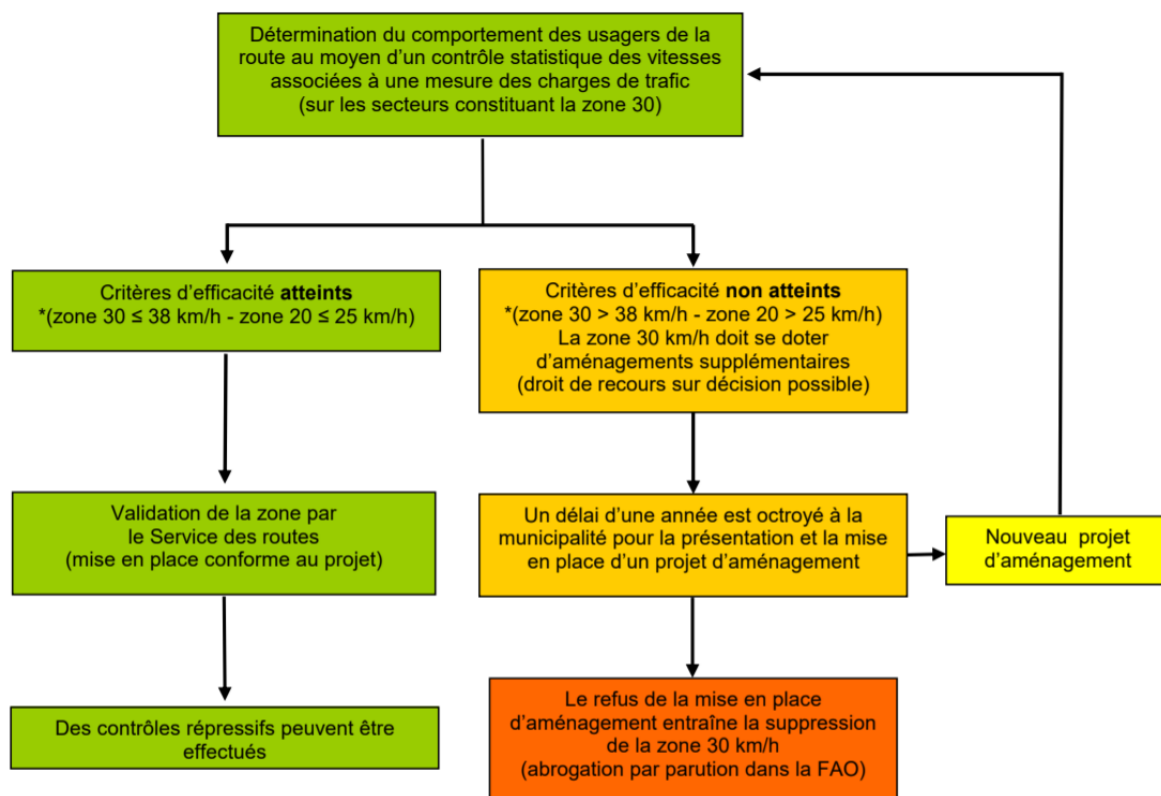 Détermination du comportement des usagers de la
route au moyen d'un contrôle statistique des vitesses
associées à une mesure des charges de trafic
(sur les secteurs constituant la zone 30)
Critères d'efficacité atteints
*(zone 30 ≤ 38 km/h - zone 20 ≤ 25 km/h)
Critères d'efficacité non atteints
*(zone 30 > 38 km/h - zone 20 > 25 km/h)
La zone 30 km/h doit se doter
d'aménagements supplémentaires
(droit de recours sur décision possible)
Validation de la zone par
le Service des routes
(mise en place conforme au projet)
Un délai d'une année est octroyé à la
municipalité pour la présentation et la mise
en place d'un projet d'aménagement
Nouveau projet
d'aménagement
Des contrôles répressifs peuvent être
effectués
Le refus de la mise en place
d'aménagement entraîne la suppression
de la zone 30 km/h
(abrogation par parution dans la FAO)